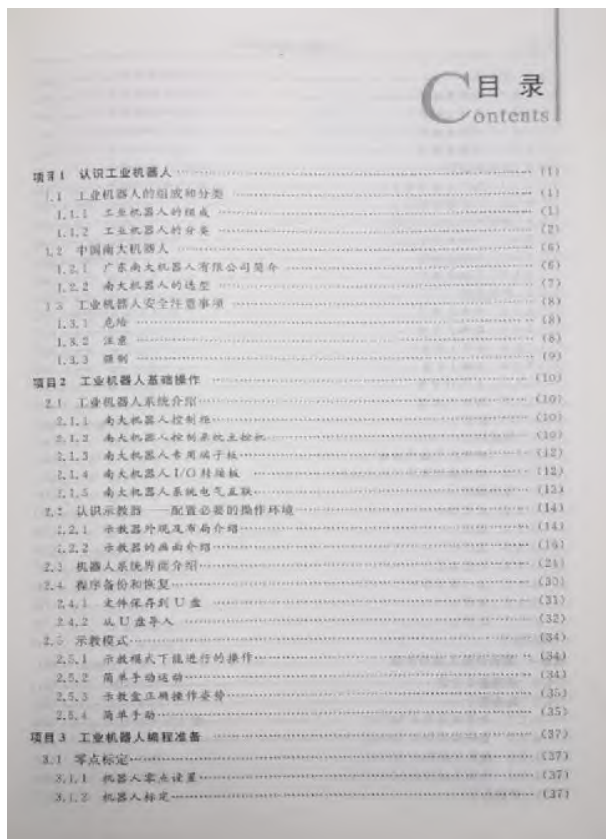 目 录
Contents
项目1 认识工业机器人 (1)
1.1 工业机器人的组成和分类 (1)
1.1.1 工业机器人的组成 (1)
1.1.2 工业机器人的分类 (2)
1.2 中国南大机器人 (6)
1.2.1 广东南大机器人有限公司简介 (6)
1.2.2 南大机器人的选型 (7)
1.3 工业机器人安全注意事项 (8)
1.3.1 危险 (8)
1.3.2 注意 (8)
1.3.3 强制 (9)
项目2 工业机器人基础操作 (10)
2.1 工业机器人系统介绍 (10)
2.1.1 南大机器人控制柜 (10)
2.1.2 南大机器人控制系统主控机 (10)
2.1.3 南大机器人专用端子板 (12)
2.1.4 南大机器人I/O转接板 (12)
2.1.5 南大机器人系统电气互联 (13)
2.2 认识示教器——配置必要的操作环境 (14)
2.2.1 示教器外观及布局介绍 (14)
2.2.2 示教器的画面介绍 (16)
2.3 机器人系统界面介绍 (24)
2.4 程序备份和恢复 (30)
2.4.1 文件保存到U盘 (31)
2.4.2 从U盘导入 (32)
2.5 示教模式 (34)
2.5.1 示教模式下能进行的操作 (34)
2.5.2 简单手动运动 (34)
2.5.3 示教盒正确操作姿势 (35)
2.5.4 简单手动 (35)
项目3 工业机器人编程准备 (37)
3.1 零点标定 (37)
3.1.1 机器人零点设置 (37)
3.1.2 机器人标定 (37)